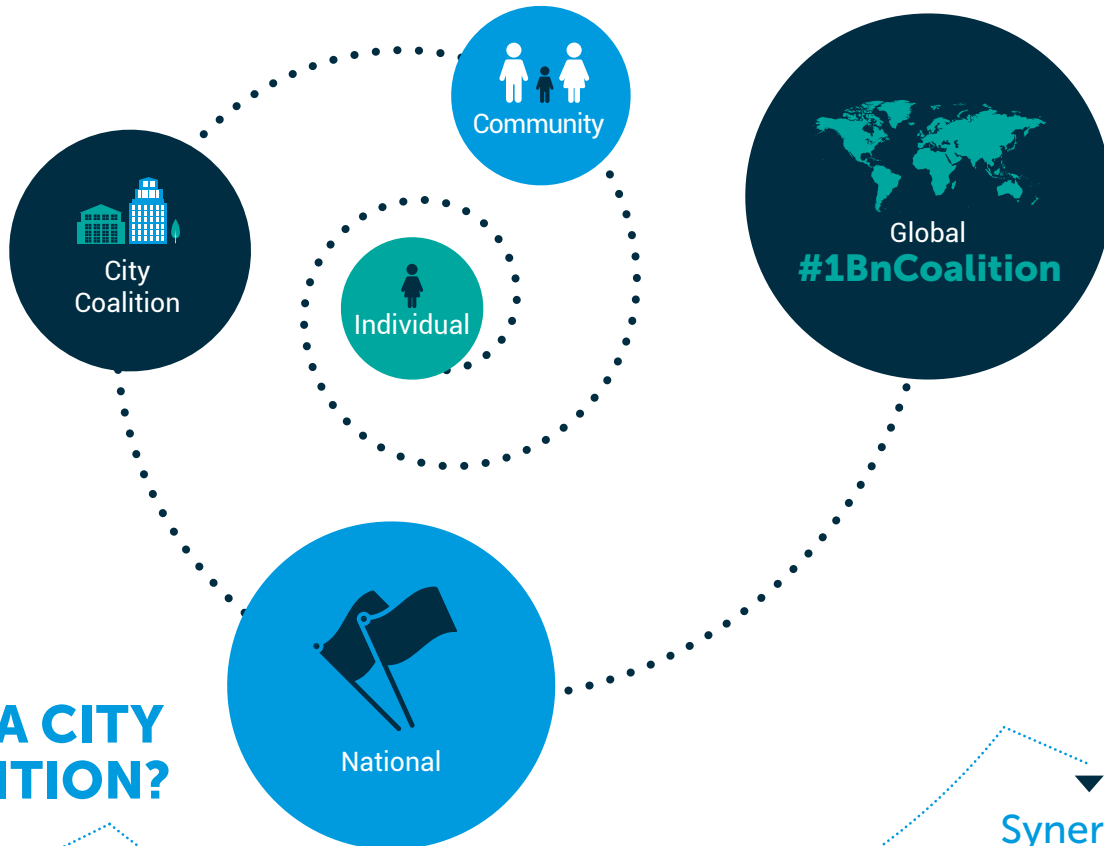 Community
Global
#1BnCoalition
City
Coalition
Individual
A CITY
ITION?
National
Syner